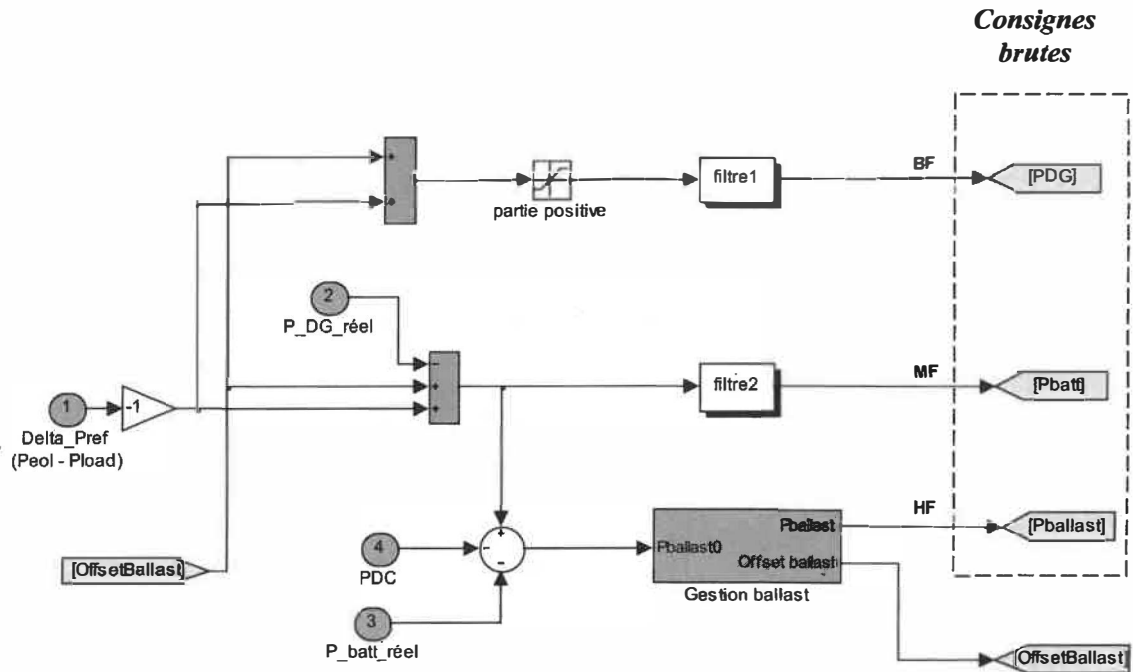 Consignes
brutes
+
+
partie positive
filtre1
BF
[PDG]
2
P_DG_réel
-
+
+
1
-1
Delta_Pref
(Peol - Pload)
filtre2
MF
[Pbatt]
[OffsetBallast]
4
PDC
+
-
-
3
P_batt_réel
Pballast0
Pballast
Offset ballast
Gestion ballast
HF
[Pballast]
[OffsetBallast]